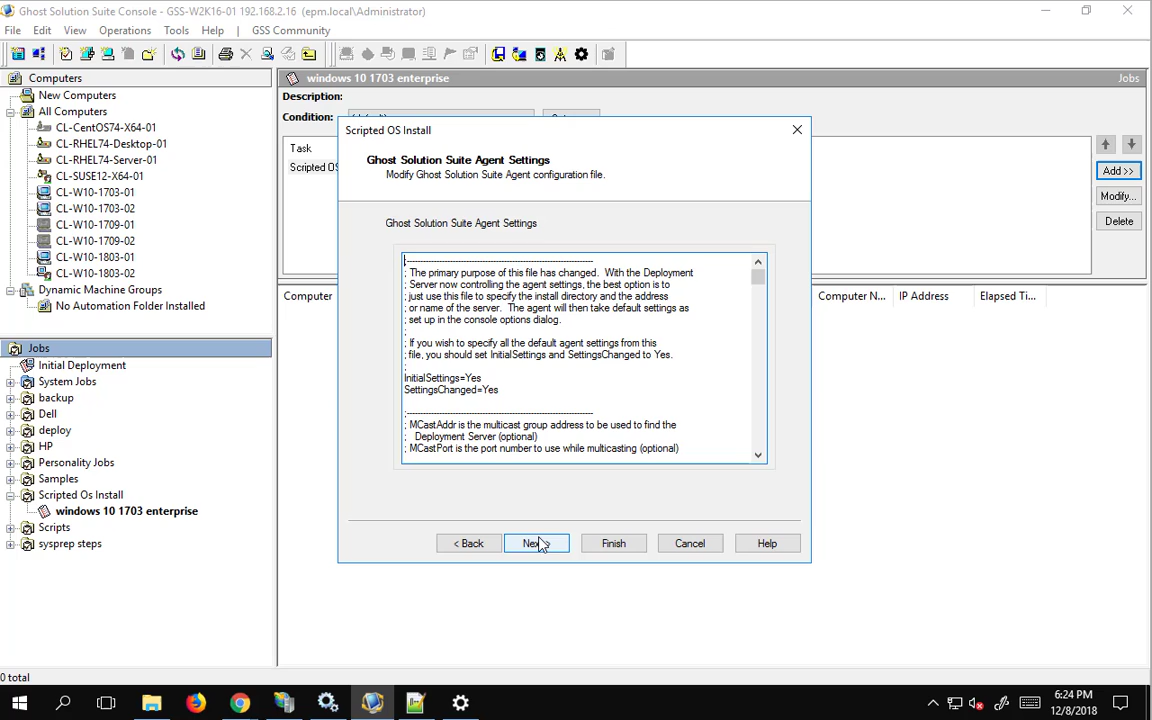 Ghost Solution Suite Console - GSS-W2K16-01 192.168.2.16 (epm.local\Administrator)
File Edit View Operations Tools Help GSS Community
Computers
New Computers
All Computers
CL-CentOS74-X64-01
CL-RHEL74-Desktop-01
CL-RHEL74-Server-01
CL-SUSE12-X64-01
CL-W10-1703-01
CL-W10-1703-02
CL-W10-1709-01
CL-W10-1709-02
CL-W10-1803-01
CL-W10-1803-02
Dynamic Machine Groups
No Automation Folder Installed
Jobs
Initial Deployment
System Jobs
backup
Dell
deploy
HP
Personality Jobs
Samples
Scripted Os Install
windows 10 1703 enterprise
Scripts
sysprep steps
windows 10 1703 enterprise Jobs
Description:
Condition:
Task
Scripted OS
Add >>
Modify...
Delete
Computer Computer N... IP Address Elapsed Ti...
Scripted OS Install
Ghost Solution Suite Agent Settings
Modify Ghost Solution Suite Agent configuration file.
Ghost Solution Suite Agent Settings
;-----------------------------------------------------------
; The primary purpose of this file has changed. With the Deployment
; Server now controlling the agent settings, the best option is to
; just use this file to specify the install directory and the address
; or name of the server. The agent will then take default settings as
; set up in the console options dialog.
;
; If you wish to specify all the default agent settings from this
; file, you should set InitialSettings and SettingsChanged to Yes.
;
InitialSettings=Yes
SettingsChanged=Yes
;-----------------------------------------------------------
; MCastAddr is the multicast group address to be used to find the
; Deployment Server (optional)
; MCastPort is the port number to use while multicasting (optional)
< Back Next > Finish Cancel Help
0 total
6:24 PM
12/8/2018